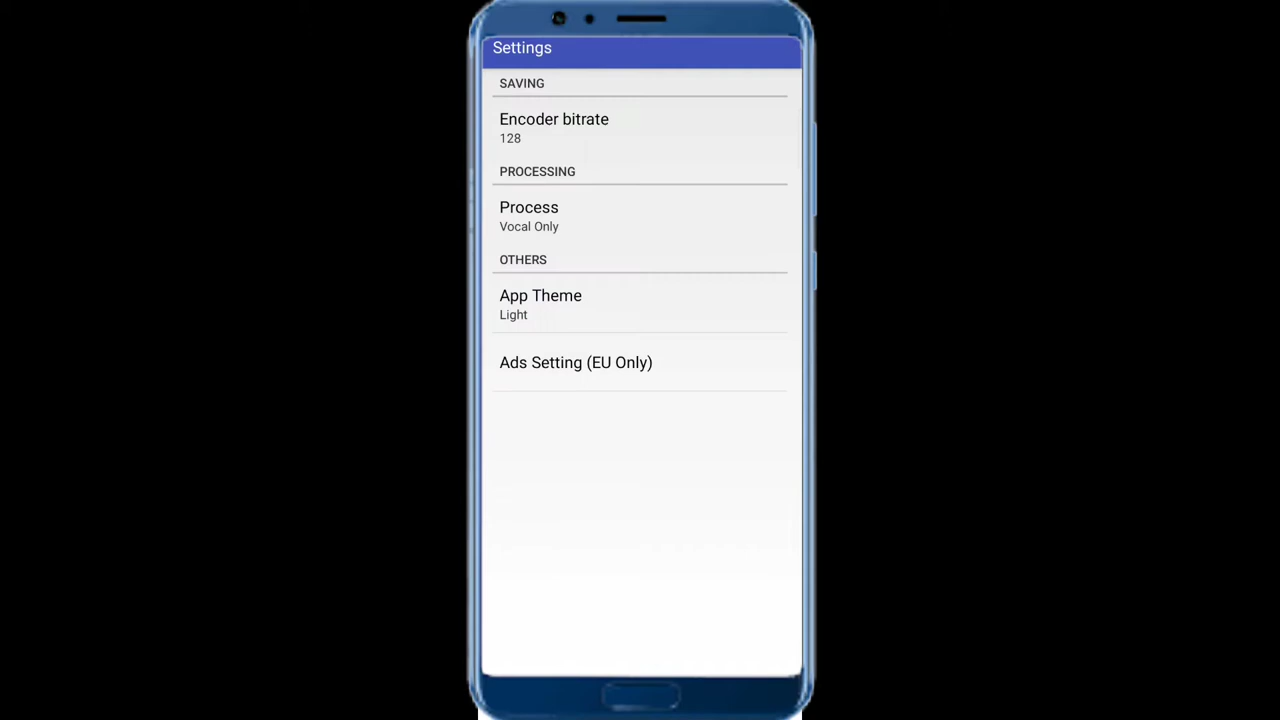 Settings
SAVING
Encoder bitrate
128
PROCESSING
Process
Vocal Only
OTHERS
App Theme
Light
Ads Setting (EU Only)